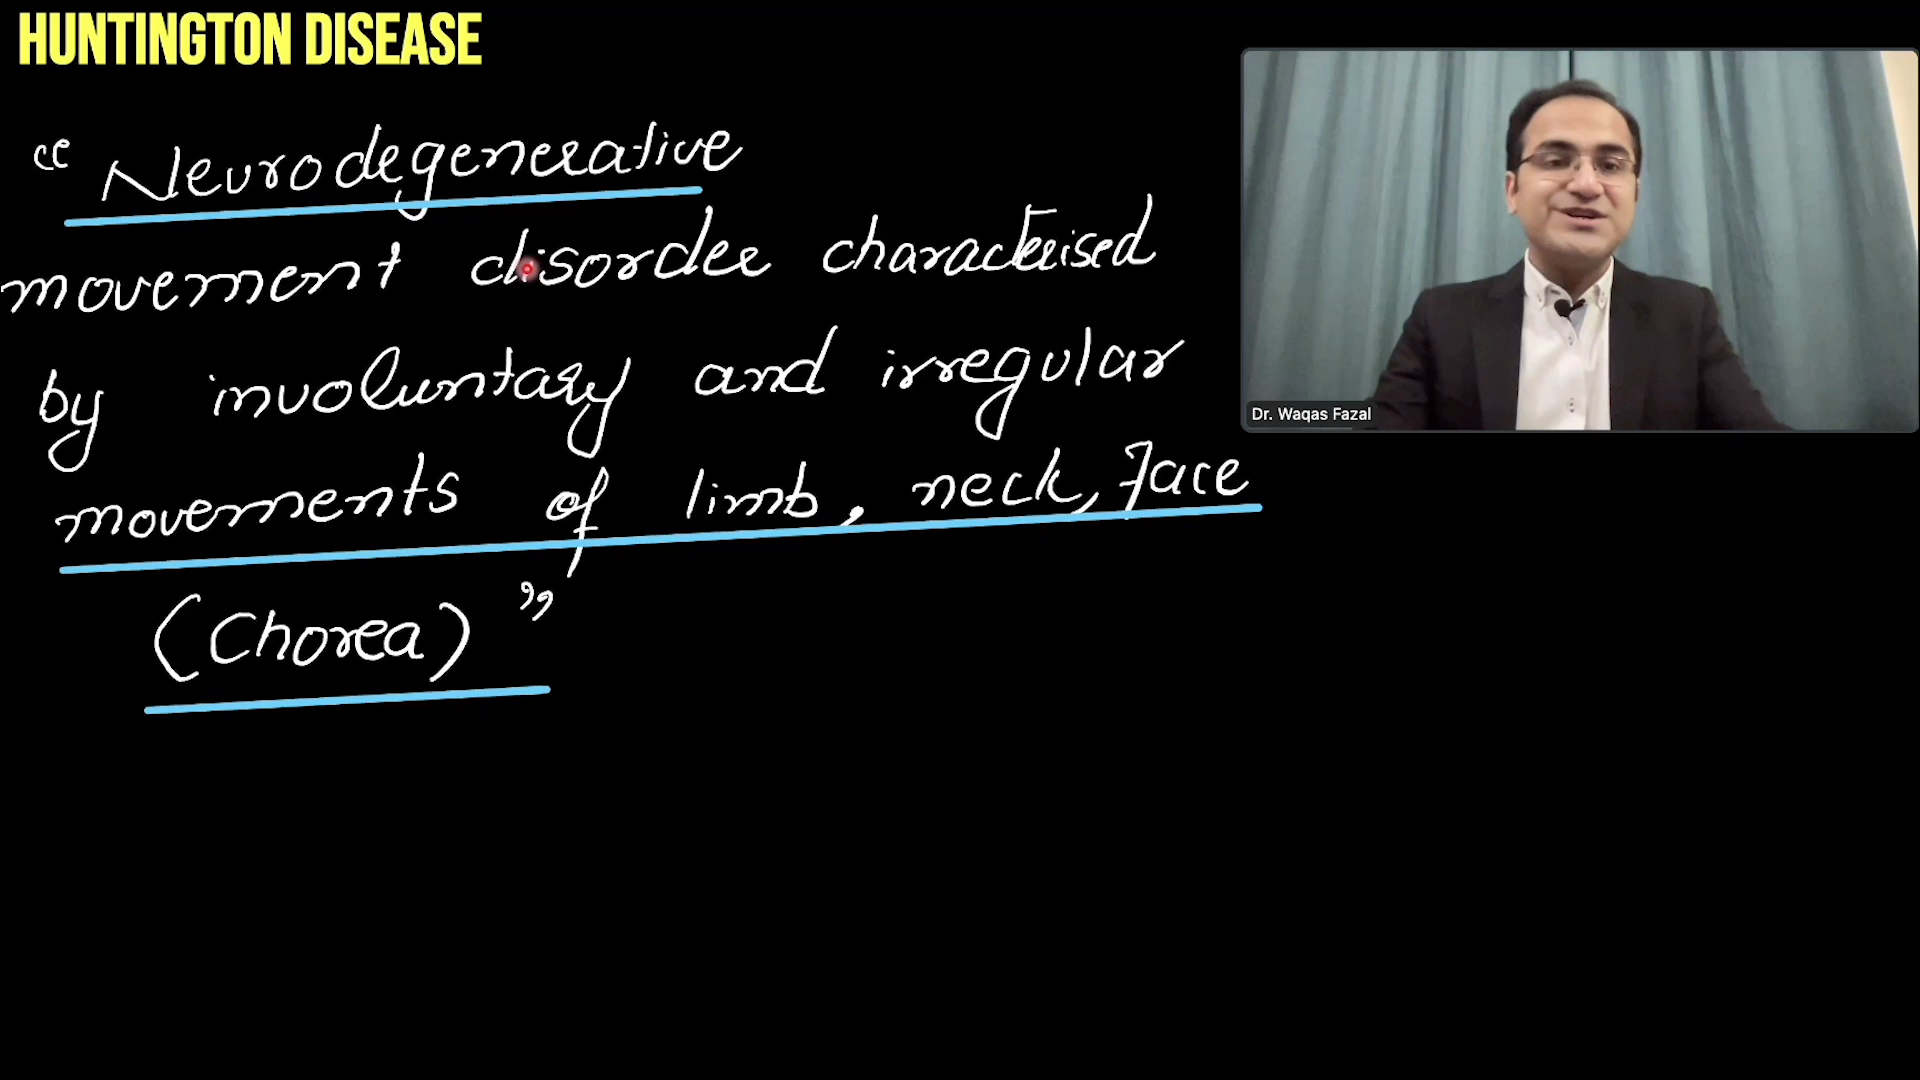 HUNTINGTON DISEASE
“ Neurodegenerative
movement disorder characterised
by involuntary and irregular
movements of limb, neck, face
(Chorea) ”
Dr. Waqas Fazal